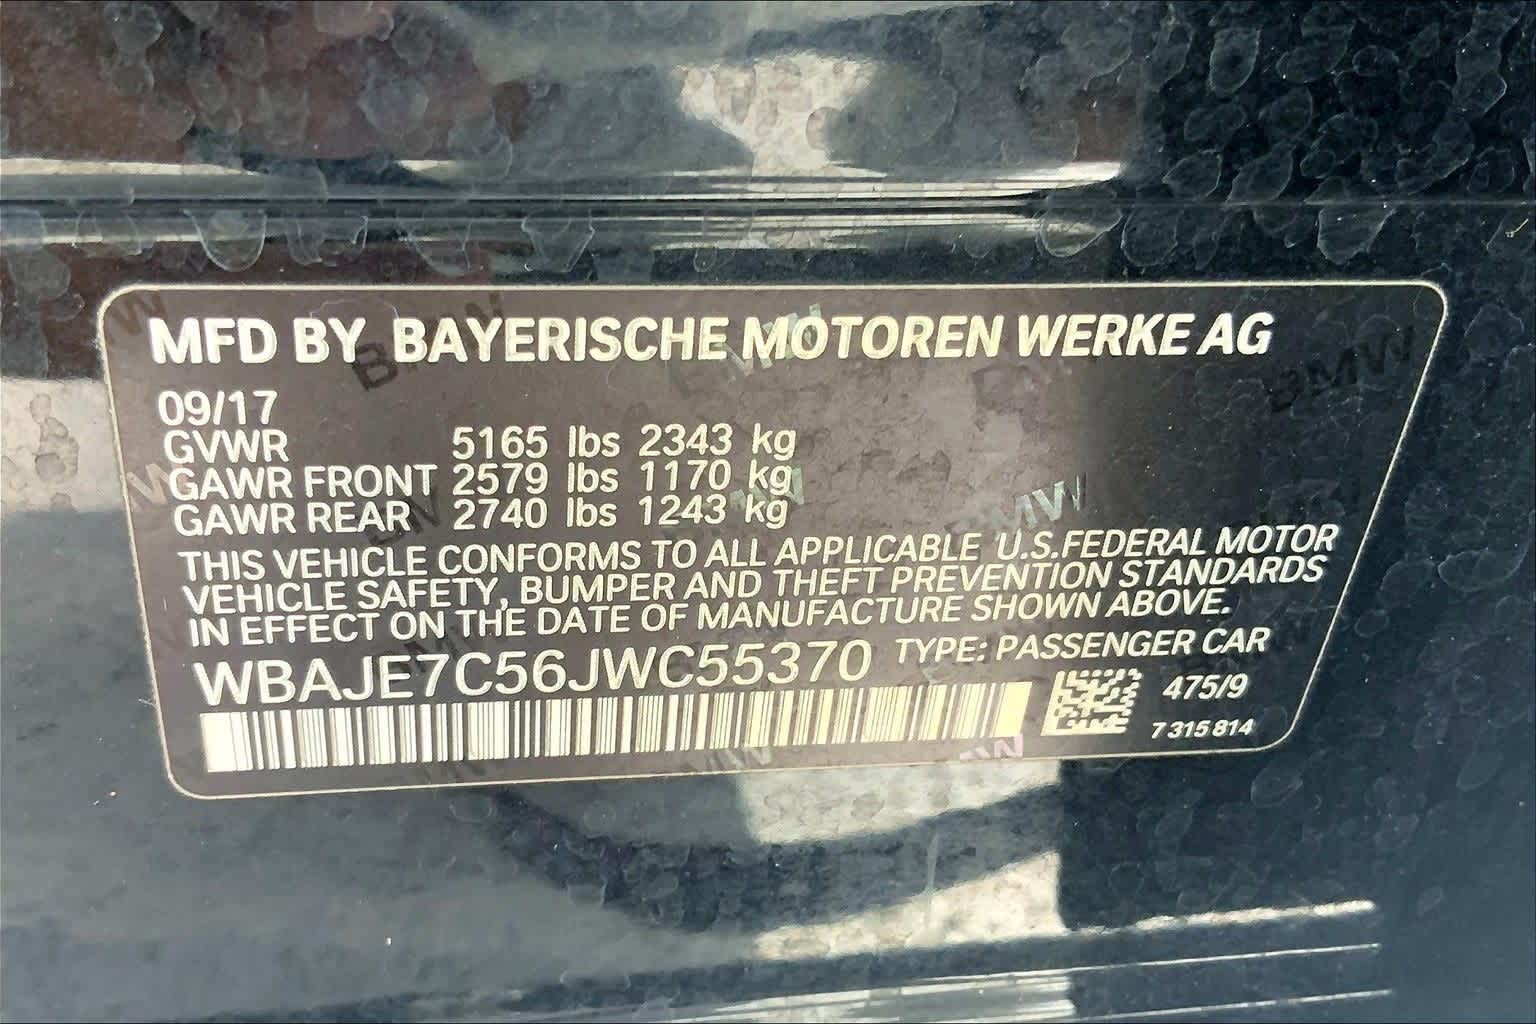 MFD BY BAYERISCHE MOTOREN WERKE AG
09/17
GVWR 5165 lbs 2343 kg
GAWR FRONT 2579 lbs 1170 kg
GAWR REAR 2740 lbs 1243 kg
THIS VEHICLE CONFORMS TO ALL APPLICABLE U.S.FEDERAL MOTOR
VEHICLE SAFETY, BUMPER AND THEFT PREVENTION STANDARDS
IN EFFECT ON THE DATE OF MANUFACTURE SHOWN ABOVE.
WBAJE7C56JWC55370 TYPE: PASSENGER CAR
475/9
7 315 814